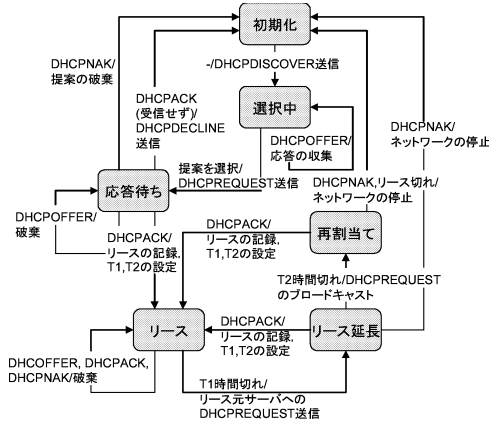 初期化
DHCPNAK/
提案の破棄
-/DHCPDISCOVER送信
DHCPACK
(受信せず)/
DHCPDECLINE
送信
選択中
DHCPOFFER/
応答の収集
DHCPNAK/
ネットワークの停止
提案を選択/
DHCPREQUEST送信
応答待ち
DHCPNAK,リース切れ/
ネットワークの停止
DHCPOFFER/
破棄
DHCPACK/
リースの記録,
T1,T2の設定
DHCPACK/
リースの記録,
T1,T2の設定
再割当て
T2時間切れ/DHCPREQUEST
のブロードキャスト
リース
DHCPACK/
リースの記録,
T1,T2の設定
リース延長
DHCOFFER, DHCPACK,
DHCPNAK/破棄
T1時間切れ/
リース元サーバへの
DHCPREQUEST送信